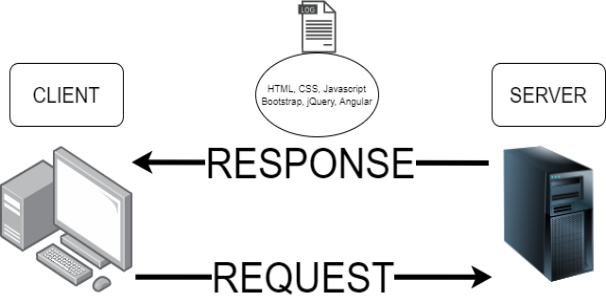 LOG
CLIENT
HTML, CSS, Javascript
Bootstrap, jQuery, Angular
SERVER
RESPONSE
REQUEST